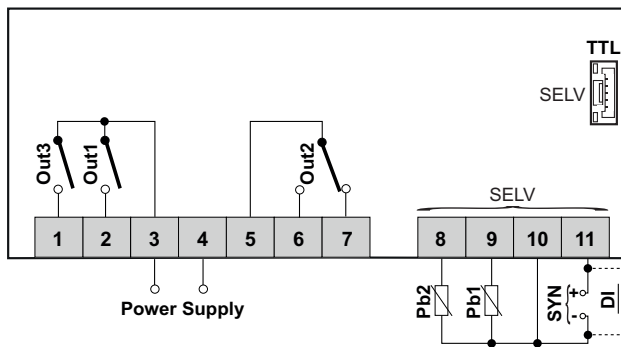 TTL
SELV
Out3
Out1
Out2
SELV
1 2 3 4 5 6 7 8 9 10 11
Power Supply
Pb2
Pb1
SYN
+
-
DI